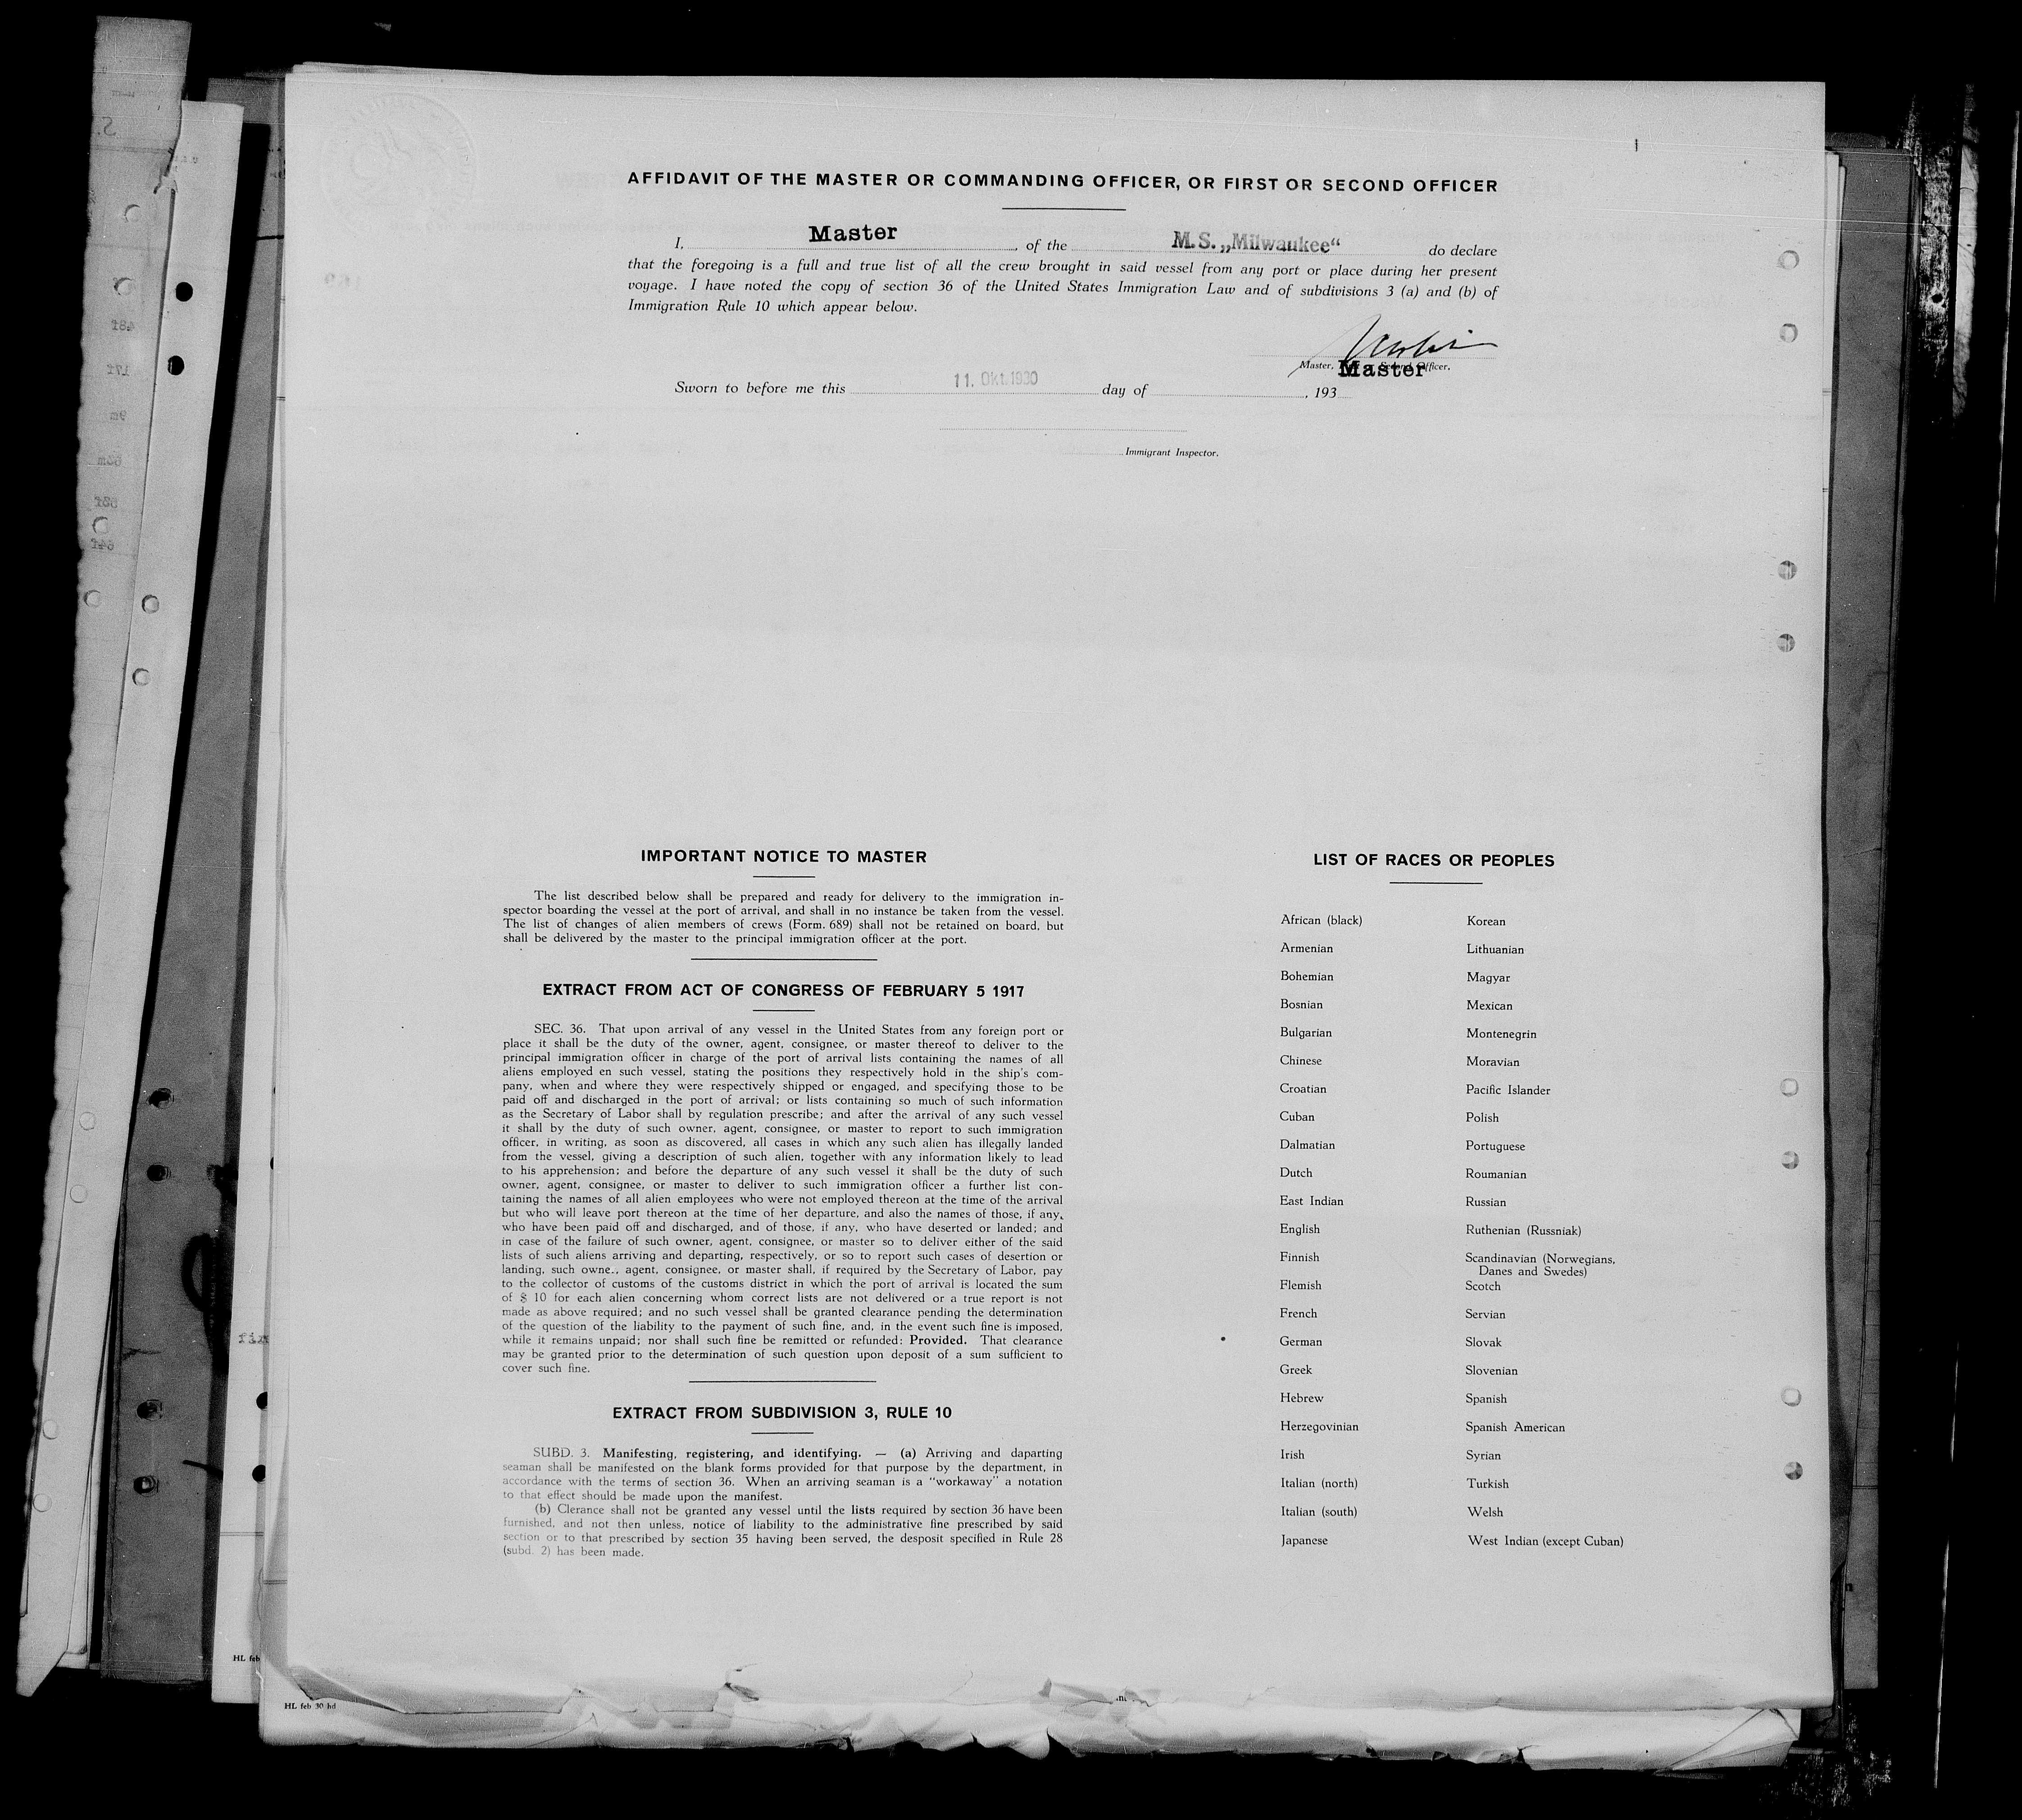 AFFIDAVIT OF THE MASTER OR COMMANDING OFFICER, OR FIRST OR SECOND OFFICER
I, Master, of the M.S. „Milwaukee“ do declare
that the foregoing is a full and true list of all the crew brought in said vessel from any port or place during her present
voyage. I have noted the copy of section 36 of the United States Immigration Law and of subdivisions 3 (a) and (b) of
Immigration Rule 10 which appear below.
Master, Second Officer.
Master
Sworn to before me this 11. Okt. 1930 day of , 193
Immigrant Inspector.
IMPORTANT NOTICE TO MASTER
The list described below shall be prepared and ready for delivery to the immigration in-
spector boarding the vessel at the port of arrival, and shall in no instance be taken from the vessel.
The list of changes of alien members of crews (Form. 689) shall not be retained on board, but
shall be delivered by the master to the principal immigration officer at the port.
EXTRACT FROM ACT OF CONGRESS OF FEBRUARY 5 1917
SEC. 36. That upon arrival of any vessel in the United States from any foreign port or
place it shall be the duty of the owner, agent, consignee, or master thereof to deliver to the
principal immigration officer in charge of the port of arrival lists containing the names of all
aliens employed en such vessel, stating the positions they respectively hold in the ship's com-
pany, when and where they were respectively shipped or engaged, and specifying those to be
paid off and discharged in the port of arrival; or lists containing so much of such information
as the Secretary of Labor shall by regulation prescribe; and after the arrival of any such vessel
it shall by the duty of such owner, agent, consignee, or master to report to such immigration
officer, in writing, as soon as discovered, all cases in which any such alien has illegally landed
from the vessel, giving a description of such alien, together with any information likely to lead
to his apprehension; and before the departure of any such vessel it shall be the duty of such
owner, agent, consignee, or master to deliver to such immigration officer a further list con-
taining the names of all alien employees who were not employed thereon at the time of the arrival
but who will leave port thereon at the time of her departure, and also the names of those, if any,
who have been paid off and discharged, and of those, if any, who have deserted or landed; and
in case of the failure of such owner, agent, consignee, or master so to deliver either of the said
lists of such aliens arriving and departing, respectively, or so to report such cases of desertion or
landing, such owne., agent, consignee, or master shall, if required by the Secretary of Labor, pay
to the collector of customs of the customs district in which the port of arrival is located the sum
of $ 10 for each alien concerning whom correct lists are not delivered or a true report is not
made as above required; and no such vessel shall be granted clearance pending the determination
of the question of the liability to the payment of such fine, and, in the event such fine is imposed,
while it remains unpaid; nor shall such fine be remitted or refunded: Provided. That clearance
may be granted prior to the determination of such question upon deposit of a sum sufficient to
cover such fine.
EXTRACT FROM SUBDIVISION 3, RULE 10
SUBD. 3. Manifesting, registering, and identifying. — (a) Arriving and daparting
seaman shall be manifested on the blank forms provided for that purpose by the department, in
accordance with the terms of section 36. When an arriving seaman is a "workaway" a notation
to that effect should be made upon the manifest.
(b) Clerance shall not be granted any vessel until the lists required by section 36 have been
furnished, and not then unless, notice of liability to the administrative fine prescribed by said
section or to that prescribed by section 35 having been served, the desposit specified in Rule 28
(subd. 2) has been made.
LIST OF RACES OR PEOPLES
African (black)
Armenian
Bohemian
Bosnian
Bulgarian
Chinese
Croatian
Cuban
Dalmatian
Dutch
East Indian
English
Finnish
Flemish
French
German
Greek
Hebrew
Herzegovinian
Irish
Italian (north)
Italian (south)
Japanese
Korean
Lithuanian
Magyar
Mexican
Montenegrin
Moravian
Pacific Islander
Polish
Portuguese
Roumanian
Russian
Ruthenian (Russniak)
Scandinavian (Norwegians,
Danes and Swedes)
Scotch
Servian
Slovak
Slovenian
Spanish
Spanish American
Syrian
Turkish
Welsh
West Indian (except Cuban)
HL feb
HL feb 30 hd